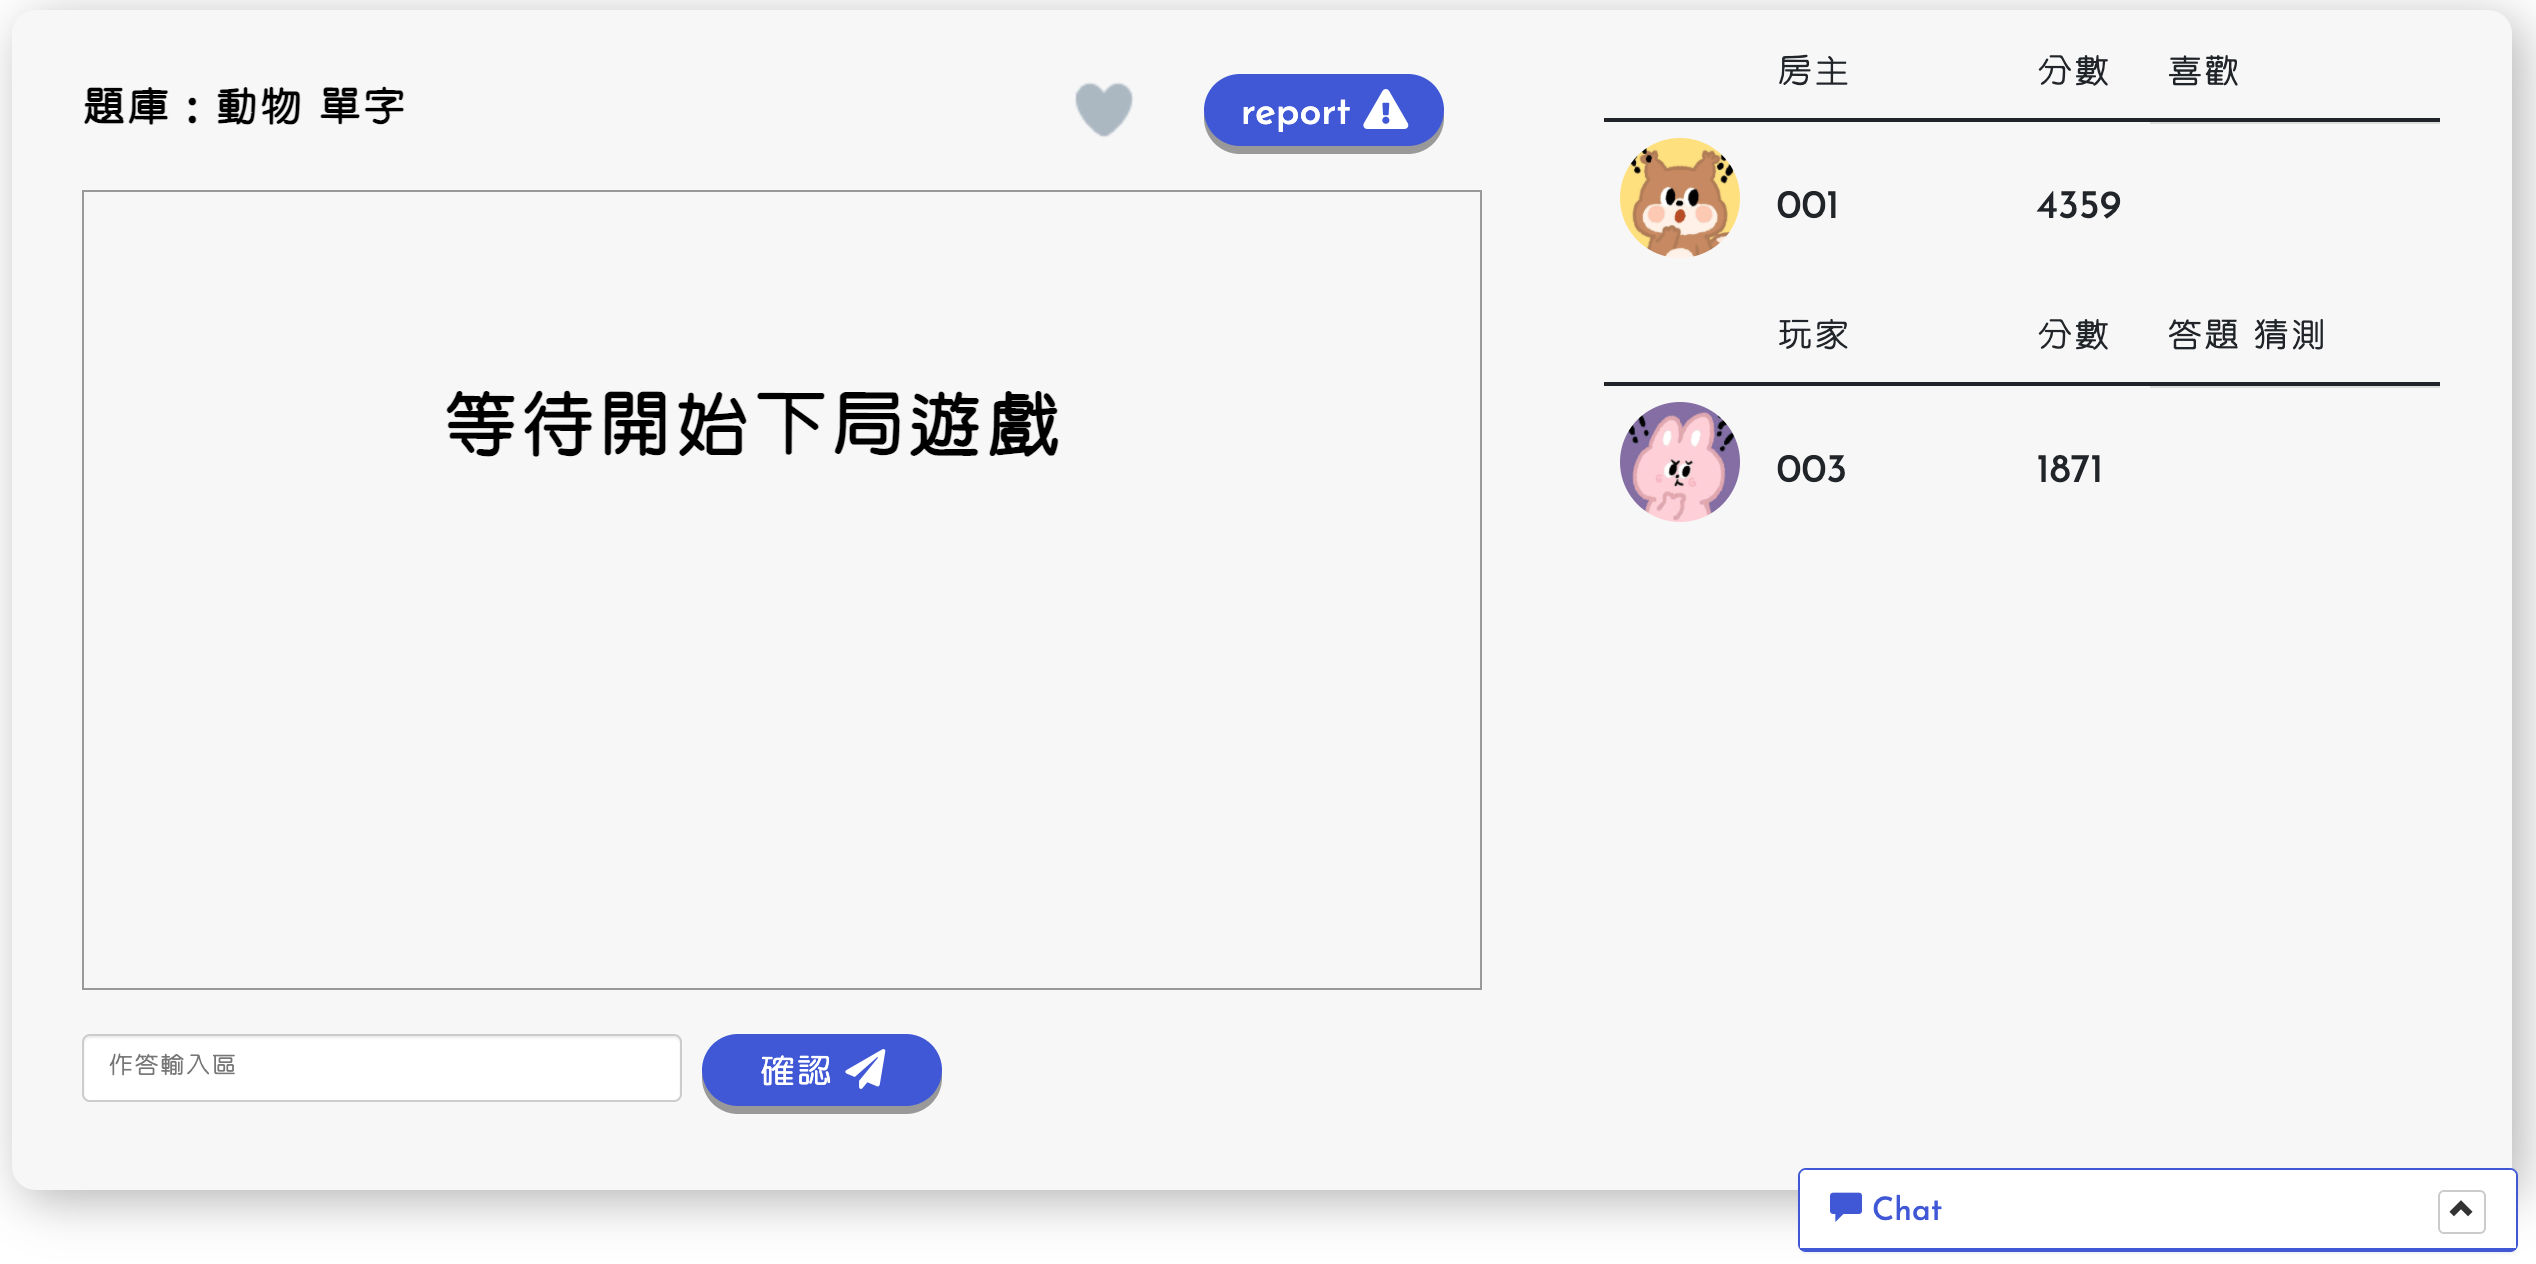 題庫：動物 單字
report
等待開始下局遊戲
作答輸入區
確認
房主 分數 喜歡
001 4359
玩家 分數 答題 猜測
003 1871
Chat